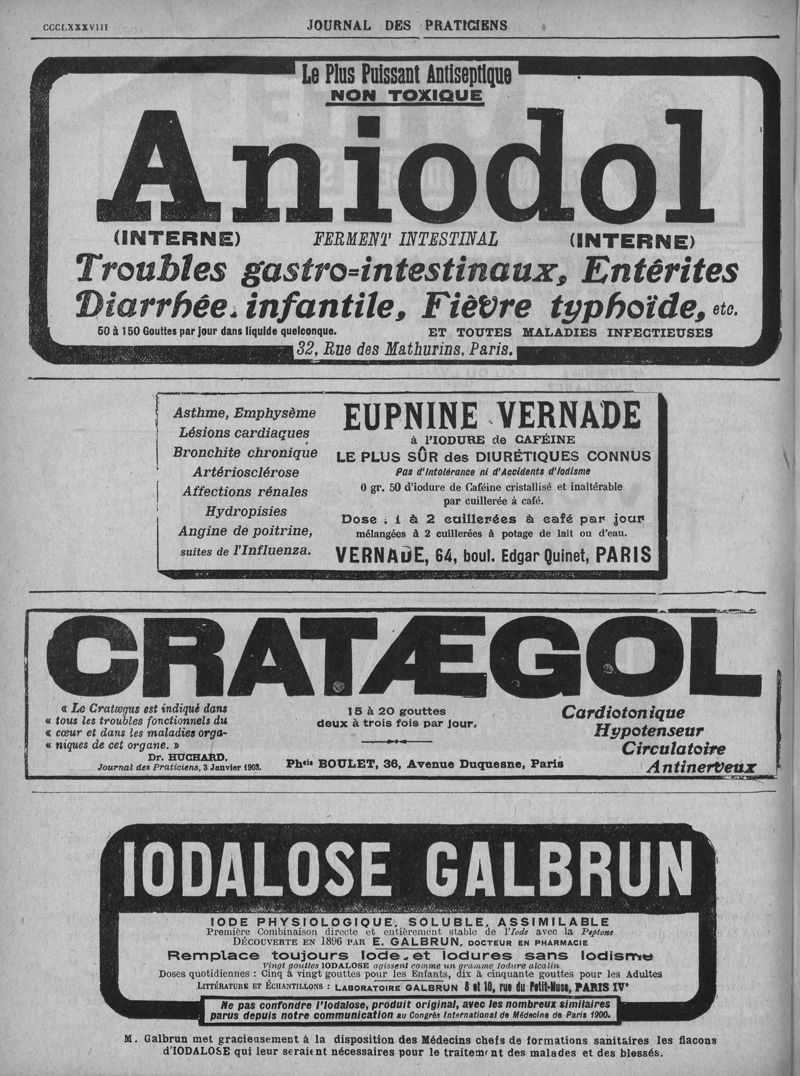 CCCLXXXVIII
JOURNAL DES PRATICIENS
Le Plus Puissant Antiseptique
NON TOXIQUE
Aniodol
(INTERNE) FERMENT INTESTINAL (INTERNE)
Troubles gastro=intestinaux, Entérites
Diarrhée infantile, Fièvre typhoïde, etc.
50 à 150 Gouttes par jour dans liquide quelconque. ET TOUTES MALADIES INFECTIEUSES
32, Rue des Mathurins, Paris.
Asthme, Emphysème
Lésions cardiaques
Bronchite chronique
Artériosclérose
Affections rénales
Hydropisies
Angine de poitrine,
suites de l'Influenza.
EUPNINE VERNADE
à l'IODURE de CAFÉINE
LE PLUS SÛR des DIURÉTIQUES CONNUS
Pas d'Intolérance ni d'Accidents d'Iodisme
0 gr. 50 d'iodure de Caféine cristallisé et inaltérable
par cuillerée à café.
Dose : 1 à 2 cuillerées à café par jour
mélangées à 2 cuillerées à potage de lait ou d'eau.
VERNADE, 64, boul. Edgar Quinet, PARIS
CRATÆGOL
« Le Cratægus est indiqué dans
« tous les troubles fonctionnels du
« cœur et dans les maladies orga-
« niques de cet organe. »
Dr. HUCHARD.
Journal des Praticiens, 3 Janvier 1903.
15 à 20 gouttes
deux à trois fois par jour.
Phcie BOULET, 36, Avenue Duquesne, Paris
Cardiotonique
Hypotenseur
Circulatoire
Antinerveux
IODALOSE GALBRUN
IODE PHYSIOLOGIQUE, SOLUBLE, ASSIMILABLE
Première Combinaison directe et entièrement stable de l'Iode avec la Peptone
DÉCOUVERTE EN 1896 PAR E. GALBRUN, DOCTEUR EN PHARMACIE
Remplace toujours Iode et Iodures sans Iodisme
Vingt gouttes IODALOSE agissent comme un gramme Iodure alcalin
Doses quotidiennes : Cinq à vingt gouttes pour les Enfants, dix à cinquante gouttes pour les Adultes
LITTÉRATURE ET ÉCHANTILLONS : LABORATOIRE GALBRUN 8 et 10, rue du Petit-Musc, PARIS IVe
Ne pas confondre l'Iodalose, produit original, avec les nombreux similaires
parus depuis notre communication au Congrès International de Médecine de Paris 1900.
M. Galbrun met gracieusement à la disposition des Médecins chefs de formations sanitaires les flacons
d'IODALOSE qui leur seraient nécessaires pour le traitement des malades et des blessés.